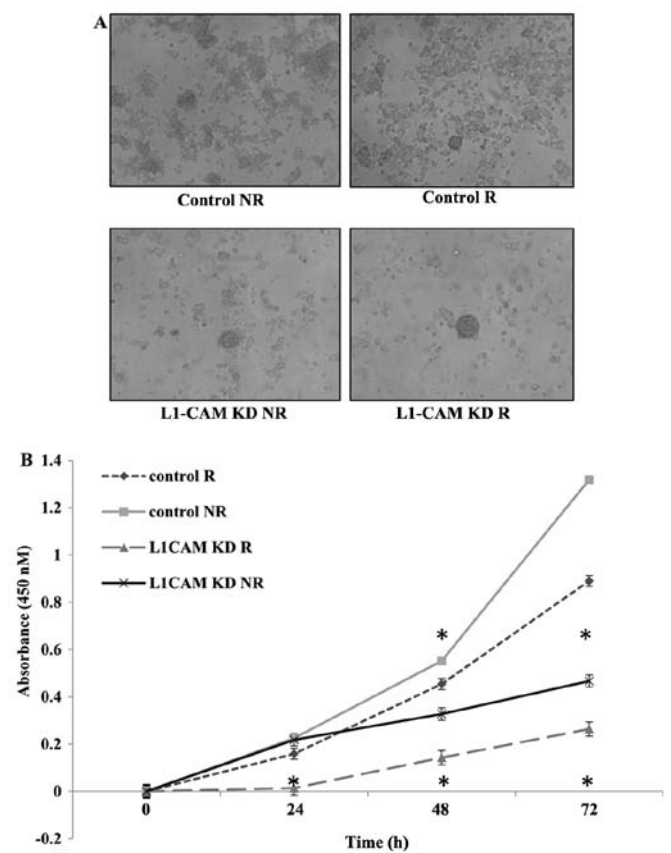 A
Control NR
Control R
L1-CAM KD NR
L1-CAM KD R
B
1.4
1.2
1
0.8
0.6
0.4
0.2
0
-0.2
Absorbance (450 nM)
control R
control NR
L1CAM KD R
L1CAM KD NR
*
*
*
*
*
0
24
48
72
Time (h)